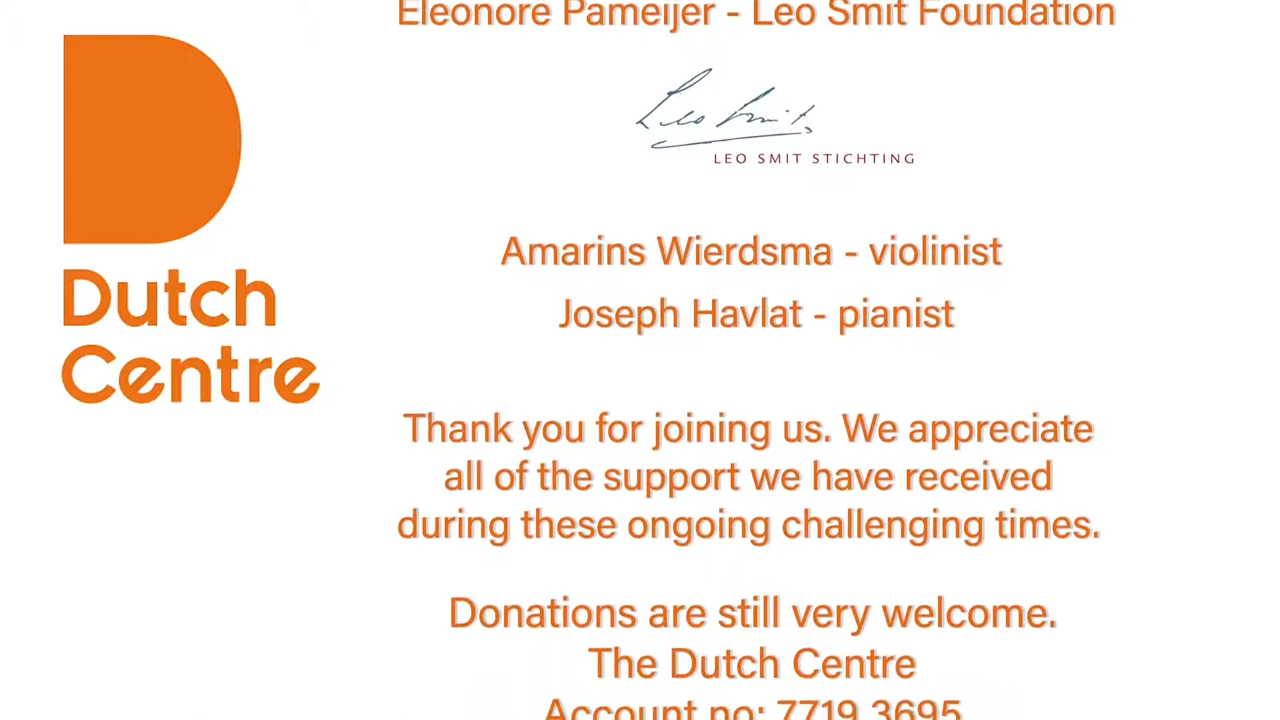 Eleonore Pameijer - Leo Smit Foundation
Leo Smit
LEO SMIT STICHTING
Dutch
Centre
Amarins Wierdsma - violinist
Joseph Havlat - pianist
Thank you for joining us. We appreciate
all of the support we have received
during these ongoing challenging times.
Donations are still very welcome.
The Dutch Centre
Account no: 7719 3695